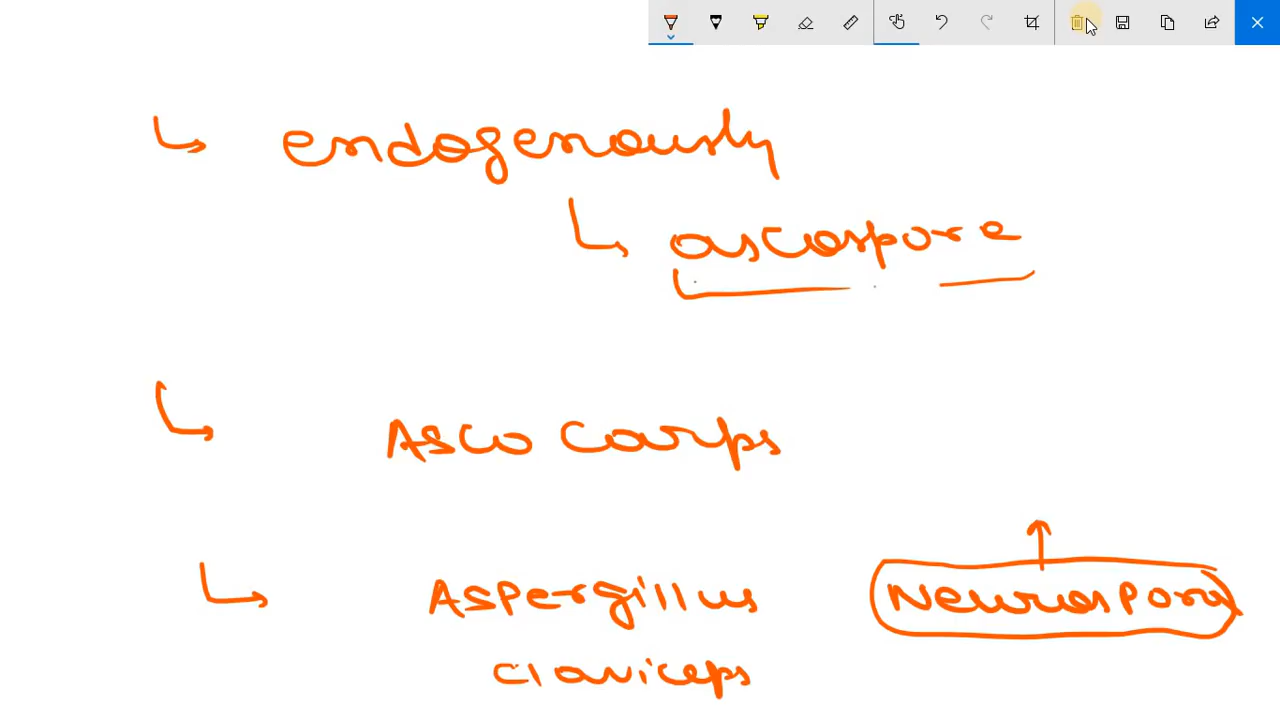 endogenously
ascospore
Asco carps
Aspergillus Neurospora
claviceps